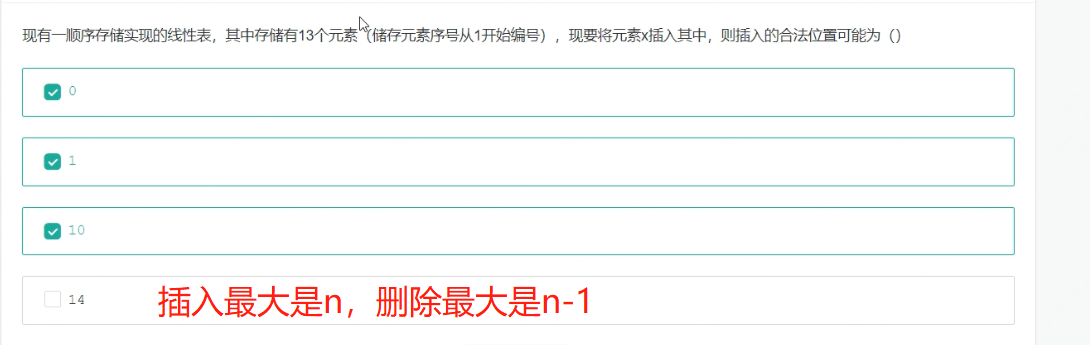 现有一顺序存储实现的线性表，其中存储有13个元素（储存元素序号从1开始编号），现要将元素x插入其中，则插入的合法位置可能为（）
0
1
10
14 插入最大是n，删除最大是n-1